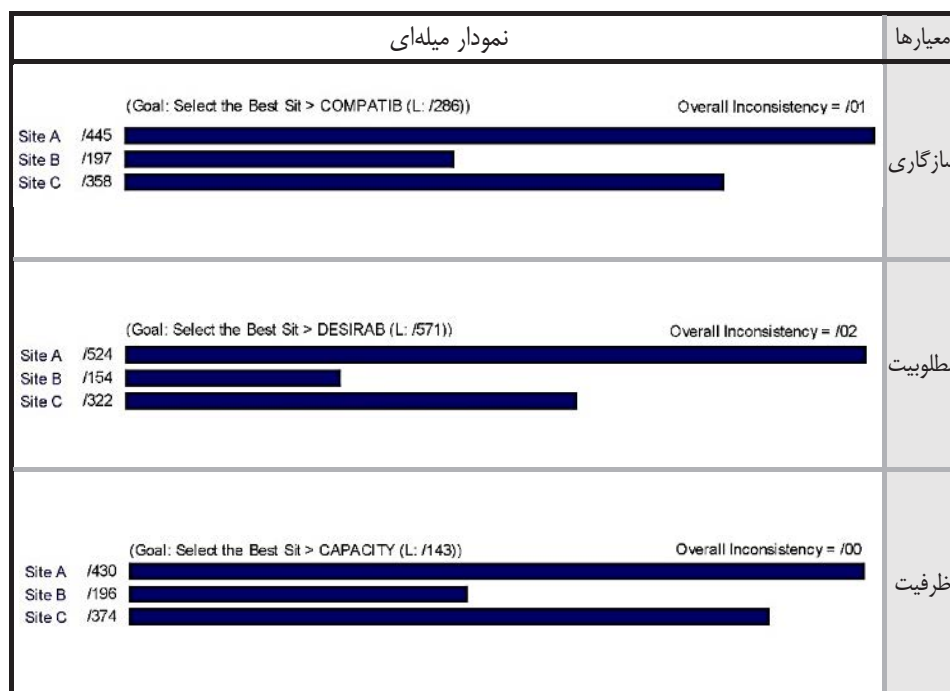 معیارها نمودار میله‌ای
(Goal: Select the Best Sit > COMPATIB (L: /286)) Overall Inconsistency = /01
Site A /445
Site B /197
Site C /358
سازگاری
(Goal: Select the Best Sit > DESIRAB (L: /571)) Overall Inconsistency = /02
Site A /524
Site B /154
Site C /322
مطلوبیت
(Goal: Select the Best Sit > CAPACITY (L: /143)) Overall Inconsistency = /00
Site A /430
Site B /196
Site C /374
ظرفیت